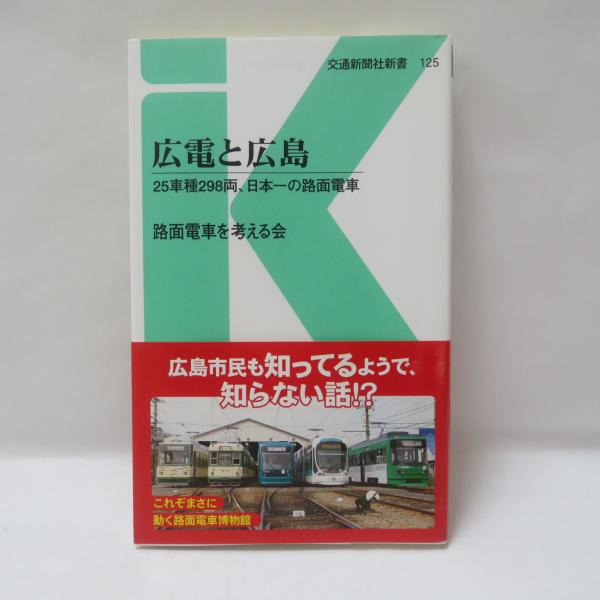 交通新聞社新書 125
広電と広島
25車種298両、日本一の路面電車
路面電車を考える会
広島市民も知ってるようで、
知らない話!?
これぞまさに
動く路面電車博物館